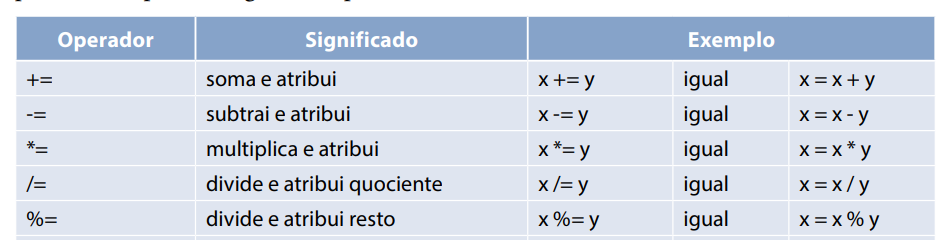 Operador Significado Exemplo
+= soma e atribui x += y igual x = x + y
-= subtrai e atribui x -= y igual x = x - y
*= multiplica e atribui x *= y igual x = x * y
/= divide e atribui quociente x /= y igual x = x / y
%= divide e atribui resto x %= y igual x = x % y